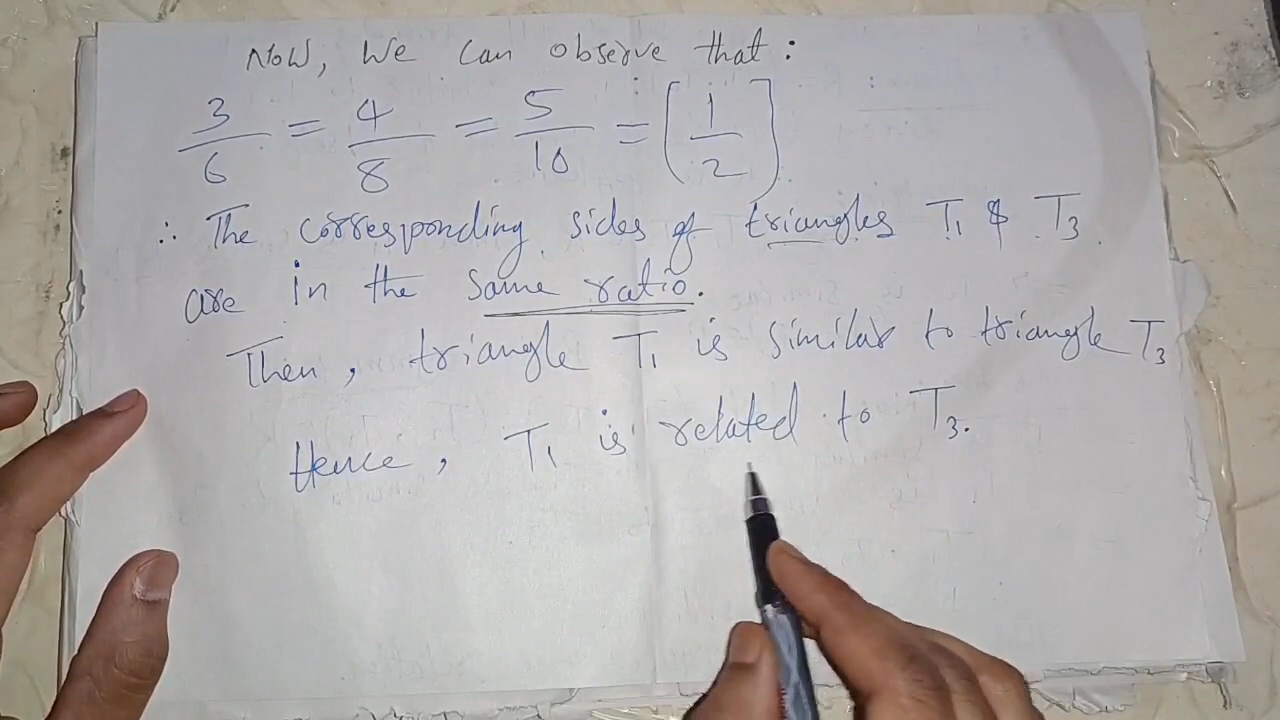 Now, We can observe that :
3/6 = 4/8 = 5/10 = [1/2]
∴ The corresponding sides of triangles T1 & T3
are in the same ratio.
Then, triangle T1 is similar to triangle T3
Hence, T1 is related to T3.